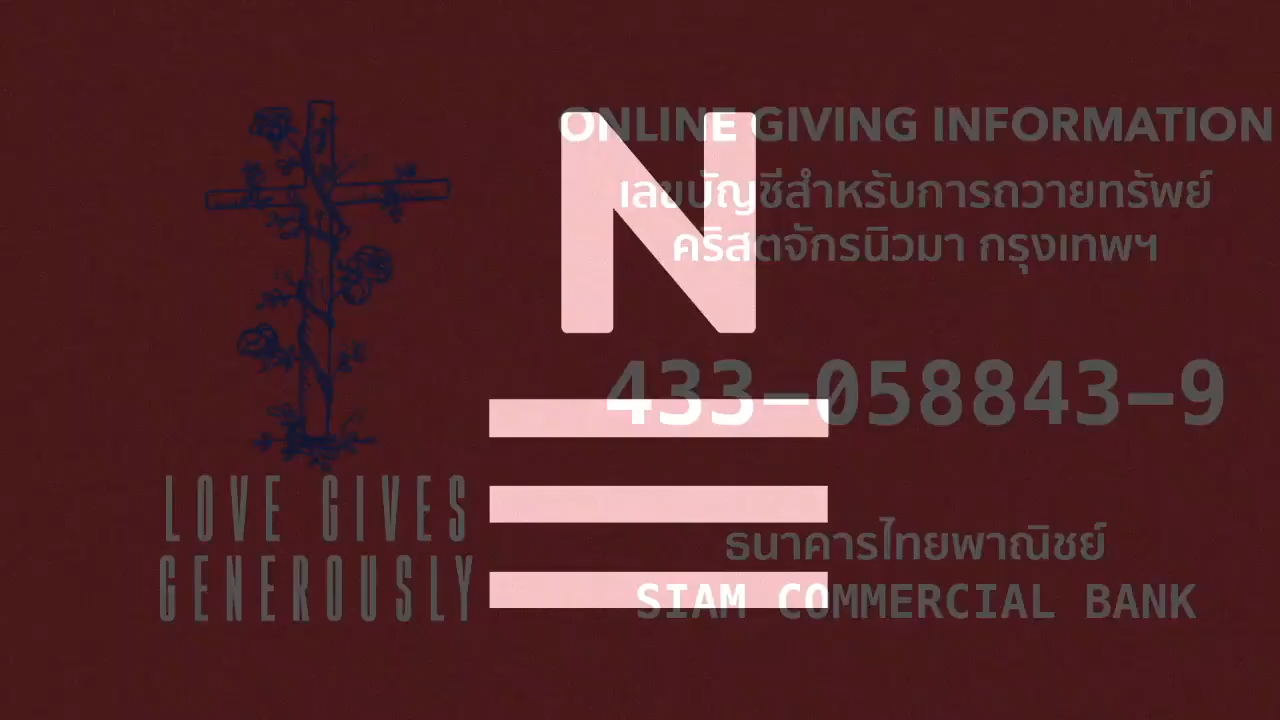 LOVE GIVES
GENEROUSLY
N
ONLINE GIVING INFORMATION
เลขบัญชีสำหรับการถวายทรัพย์
คริสตจักรนิวมา กรุงเทพฯ
433-058843-9
ธนาคารไทยพาณิชย์
SIAM COMMERCIAL BANK